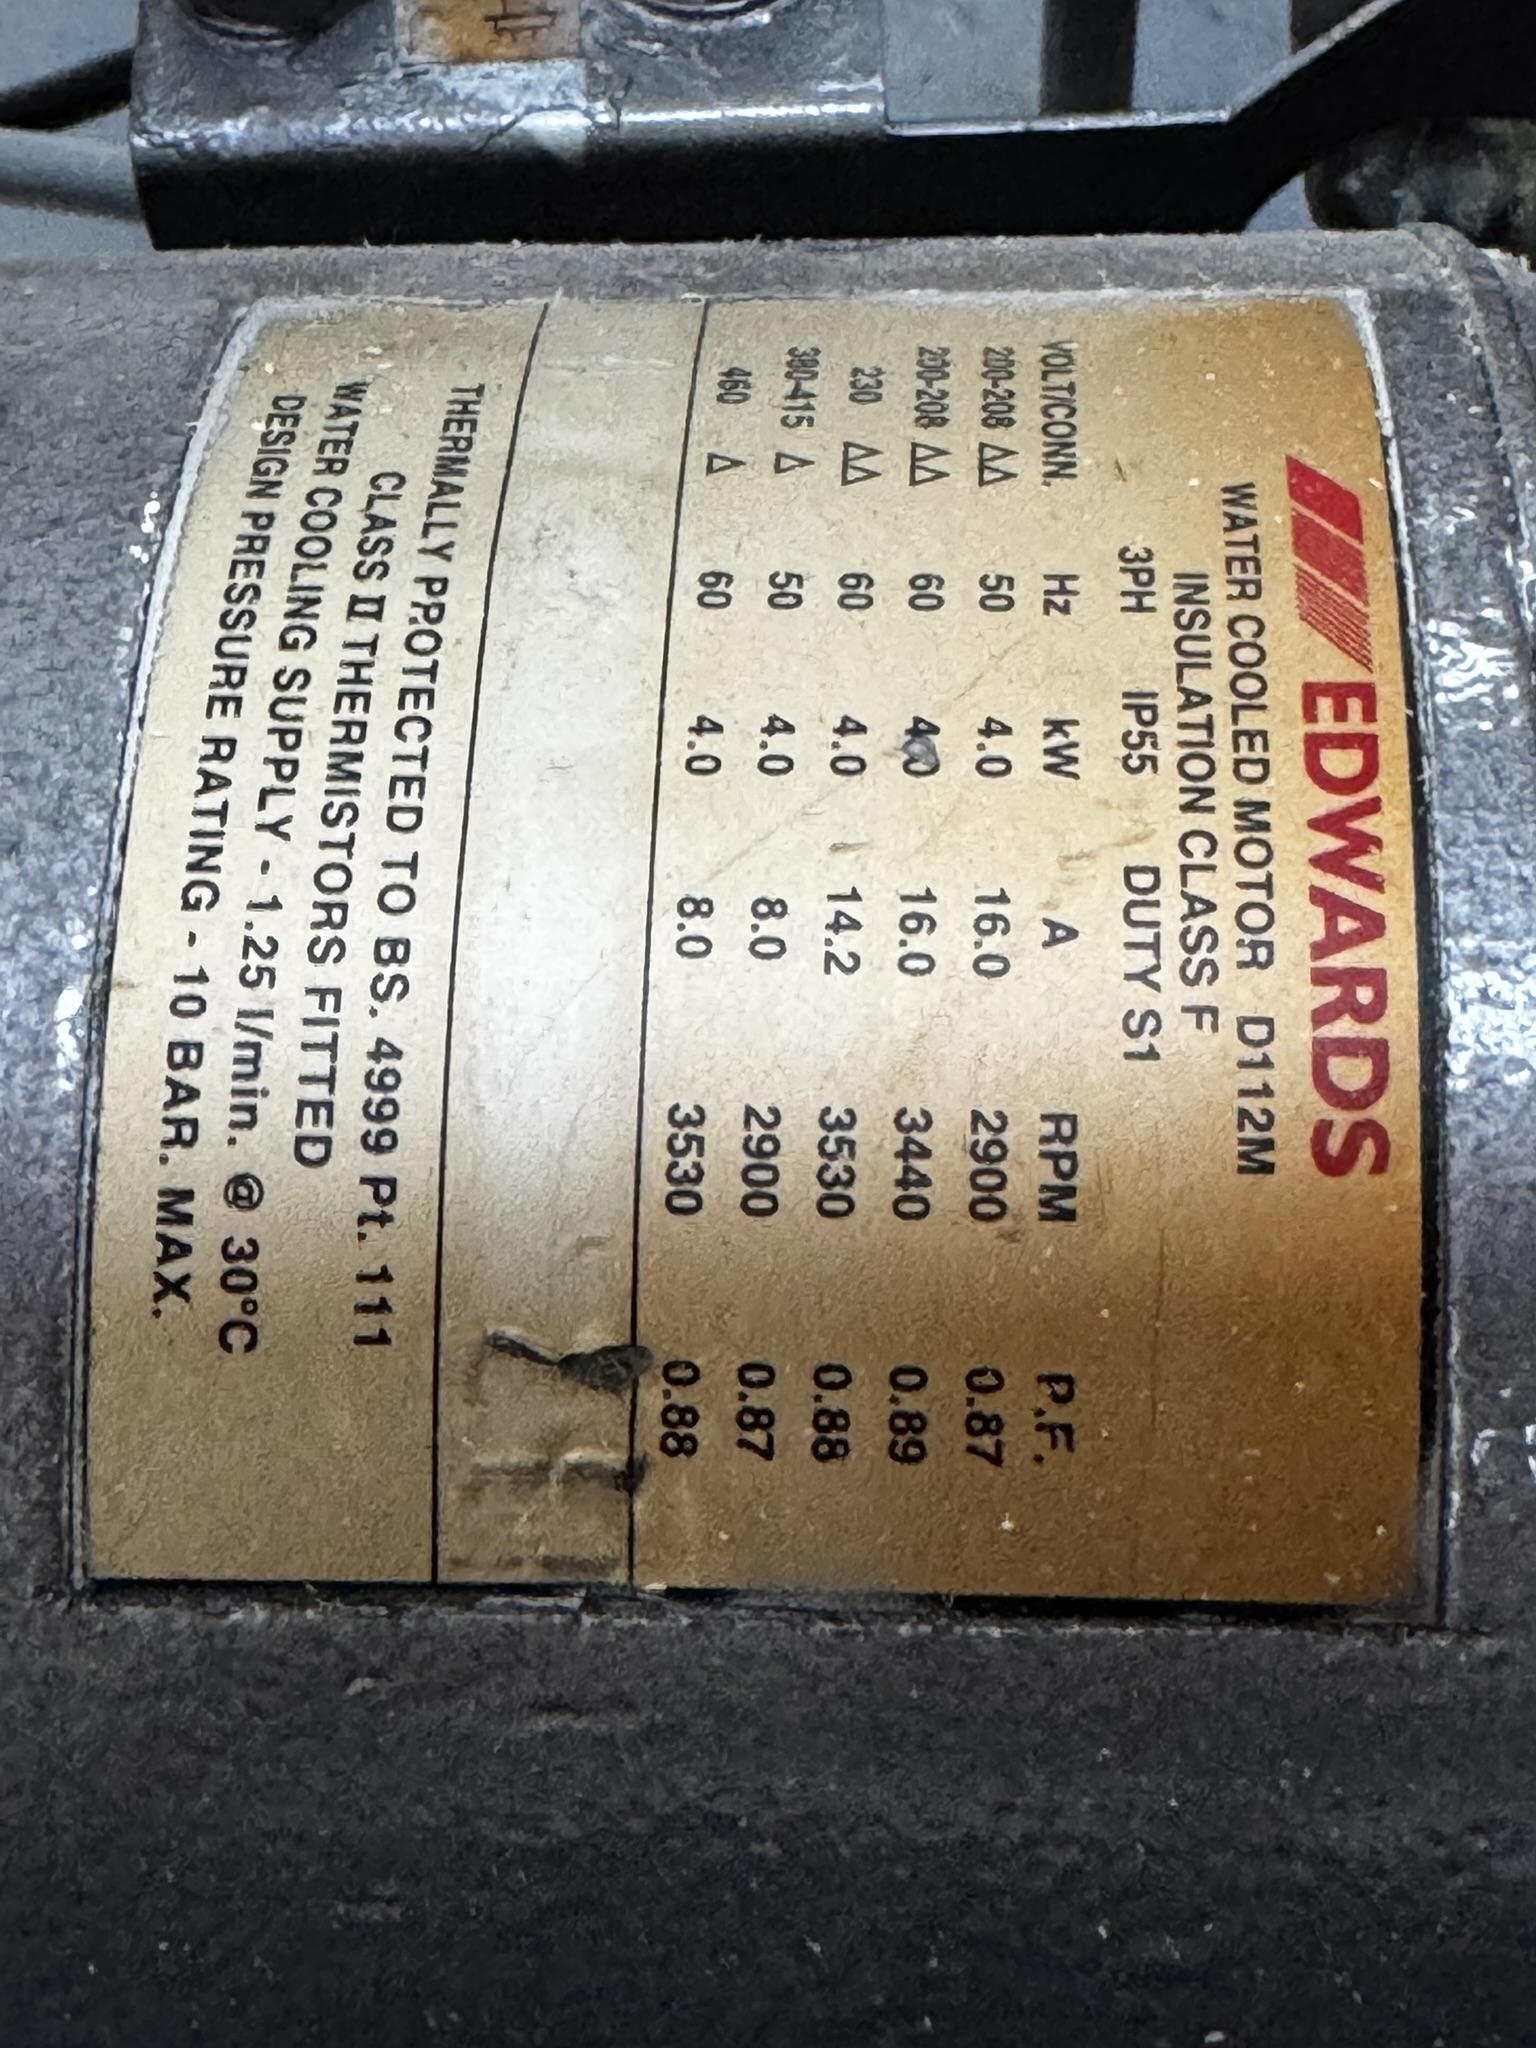 EDWARDS
WATER COOLED MOTOR D112M
INSULATION CLASS F
3PH IP55 DUTY S1
VOLT/CONN. Hz kW A RPM P.F.
200-208 ΔΔ 50 4.0 16.0 2900 0.87
200-208 ΔΔ 60 4.0 16.0 3440 0.89
230 ΔΔ 60 4.0 14.2 3530 0.88
380-415 Δ 50 4.0 8.0 2900 0.87
460 Δ 60 4.0 8.0 3530 0.88
THERMALLY PROTECTED TO BS. 4999 Pt. 111
CLASS II THERMISTORS FITTED
WATER COOLING SUPPLY - 1.25 l/min. @ 30°C
DESIGN PRESSURE RATING - 10 BAR. MAX.